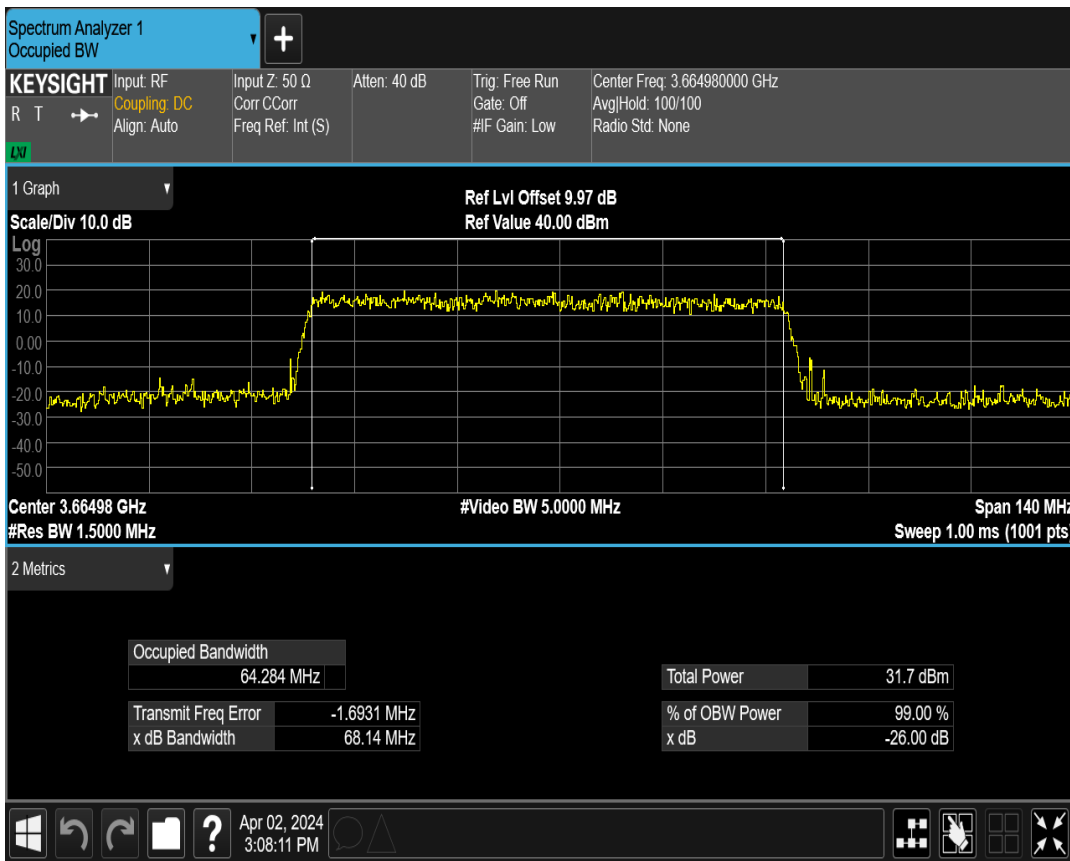 Spectrum Analyzer 1
Occupied BW
KEYSIGHT
R T
LXI
Input: RF
Coupling: DC
Align: Auto
Input Z: 50 Ω
Corr CCorr
Freq Ref: Int (S)
Atten: 40 dB
Trig: Free Run
Gate: Off
#IF Gain: Low
Center Freq: 3.664980000 GHz
Avg|Hold: 100/100
Radio Std: None
1 Graph
Scale/Div 10.0 dB
Ref Lvl Offset 9.97 dB
Ref Value 40.00 dBm
Log
30.0
20.0
10.0
0.00
-10.0
-20.0
-30.0
-40.0
-50.0
Center 3.66498 GHz
#Video BW 5.0000 MHz
Span 140 MHz
#Res BW 1.5000 MHz
Sweep 1.00 ms (1001 pts)
2 Metrics
Occupied Bandwidth
64.284 MHz
Transmit Freq Error -1.6931 MHz
x dB Bandwidth 68.14 MHz
Total Power 31.7 dBm
% of OBW Power 99.00 %
x dB -26.00 dB
?
Apr 02, 2024
3:08:11 PM